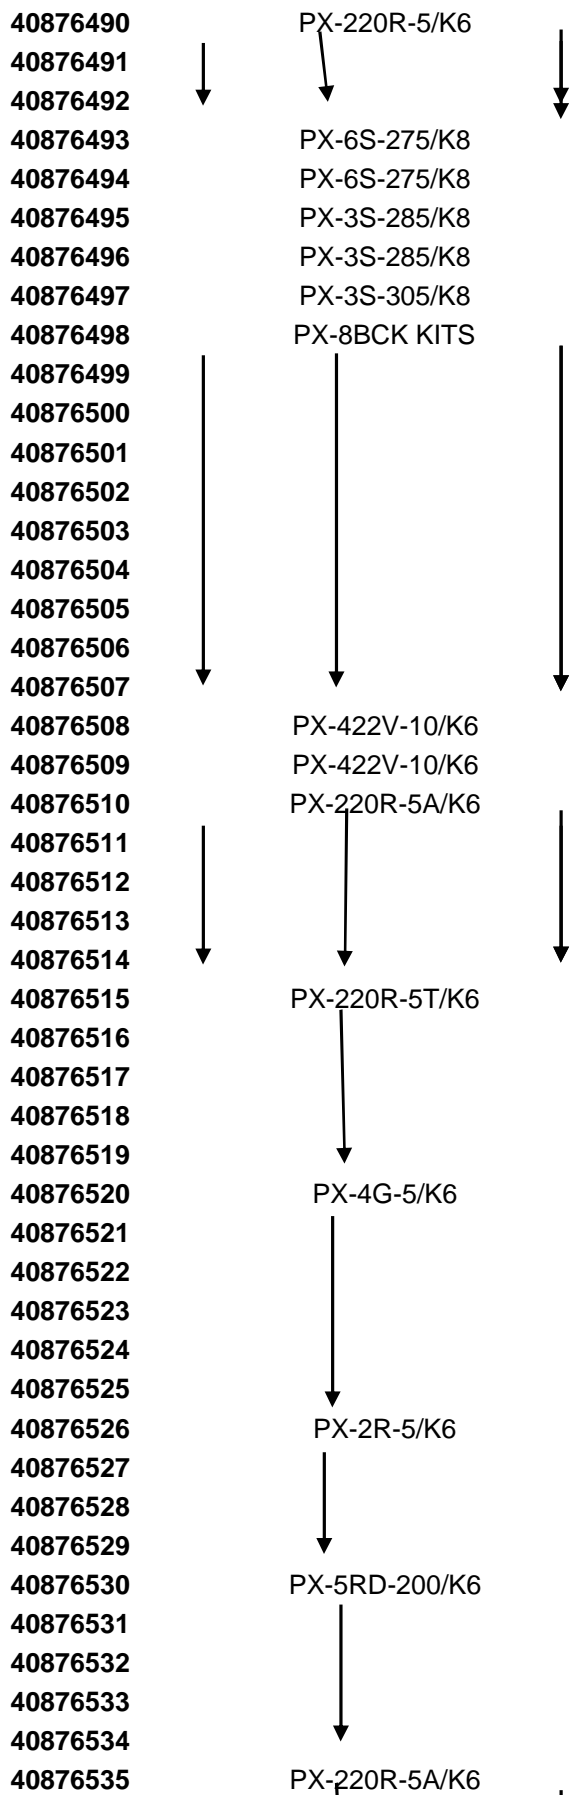 40876490 PX-220R-5/K6
40876491
40876492
40876493 PX-6S-275/K8
40876494 PX-6S-275/K8
40876495 PX-3S-285/K8
40876496 PX-3S-285/K8
40876497 PX-3S-305/K8
40876498 PX-8BCK KITS
40876499
40876500
40876501
40876502
40876503
40876504
40876505
40876506
40876507
40876508 PX-422V-10/K6
40876509 PX-422V-10/K6
40876510 PX-220R-5A/K6
40876511
40876512
40876513
40876514
40876515 PX-220R-5T/K6
40876516
40876517
40876518
40876519
40876520 PX-4G-5/K6
40876521
40876522
40876523
40876524
40876525
40876526 PX-2R-5/K6
40876527
40876528
40876529
40876530 PX-5RD-200/K6
40876531
40876532
40876533
40876534
40876535 PX-220R-5A/K6